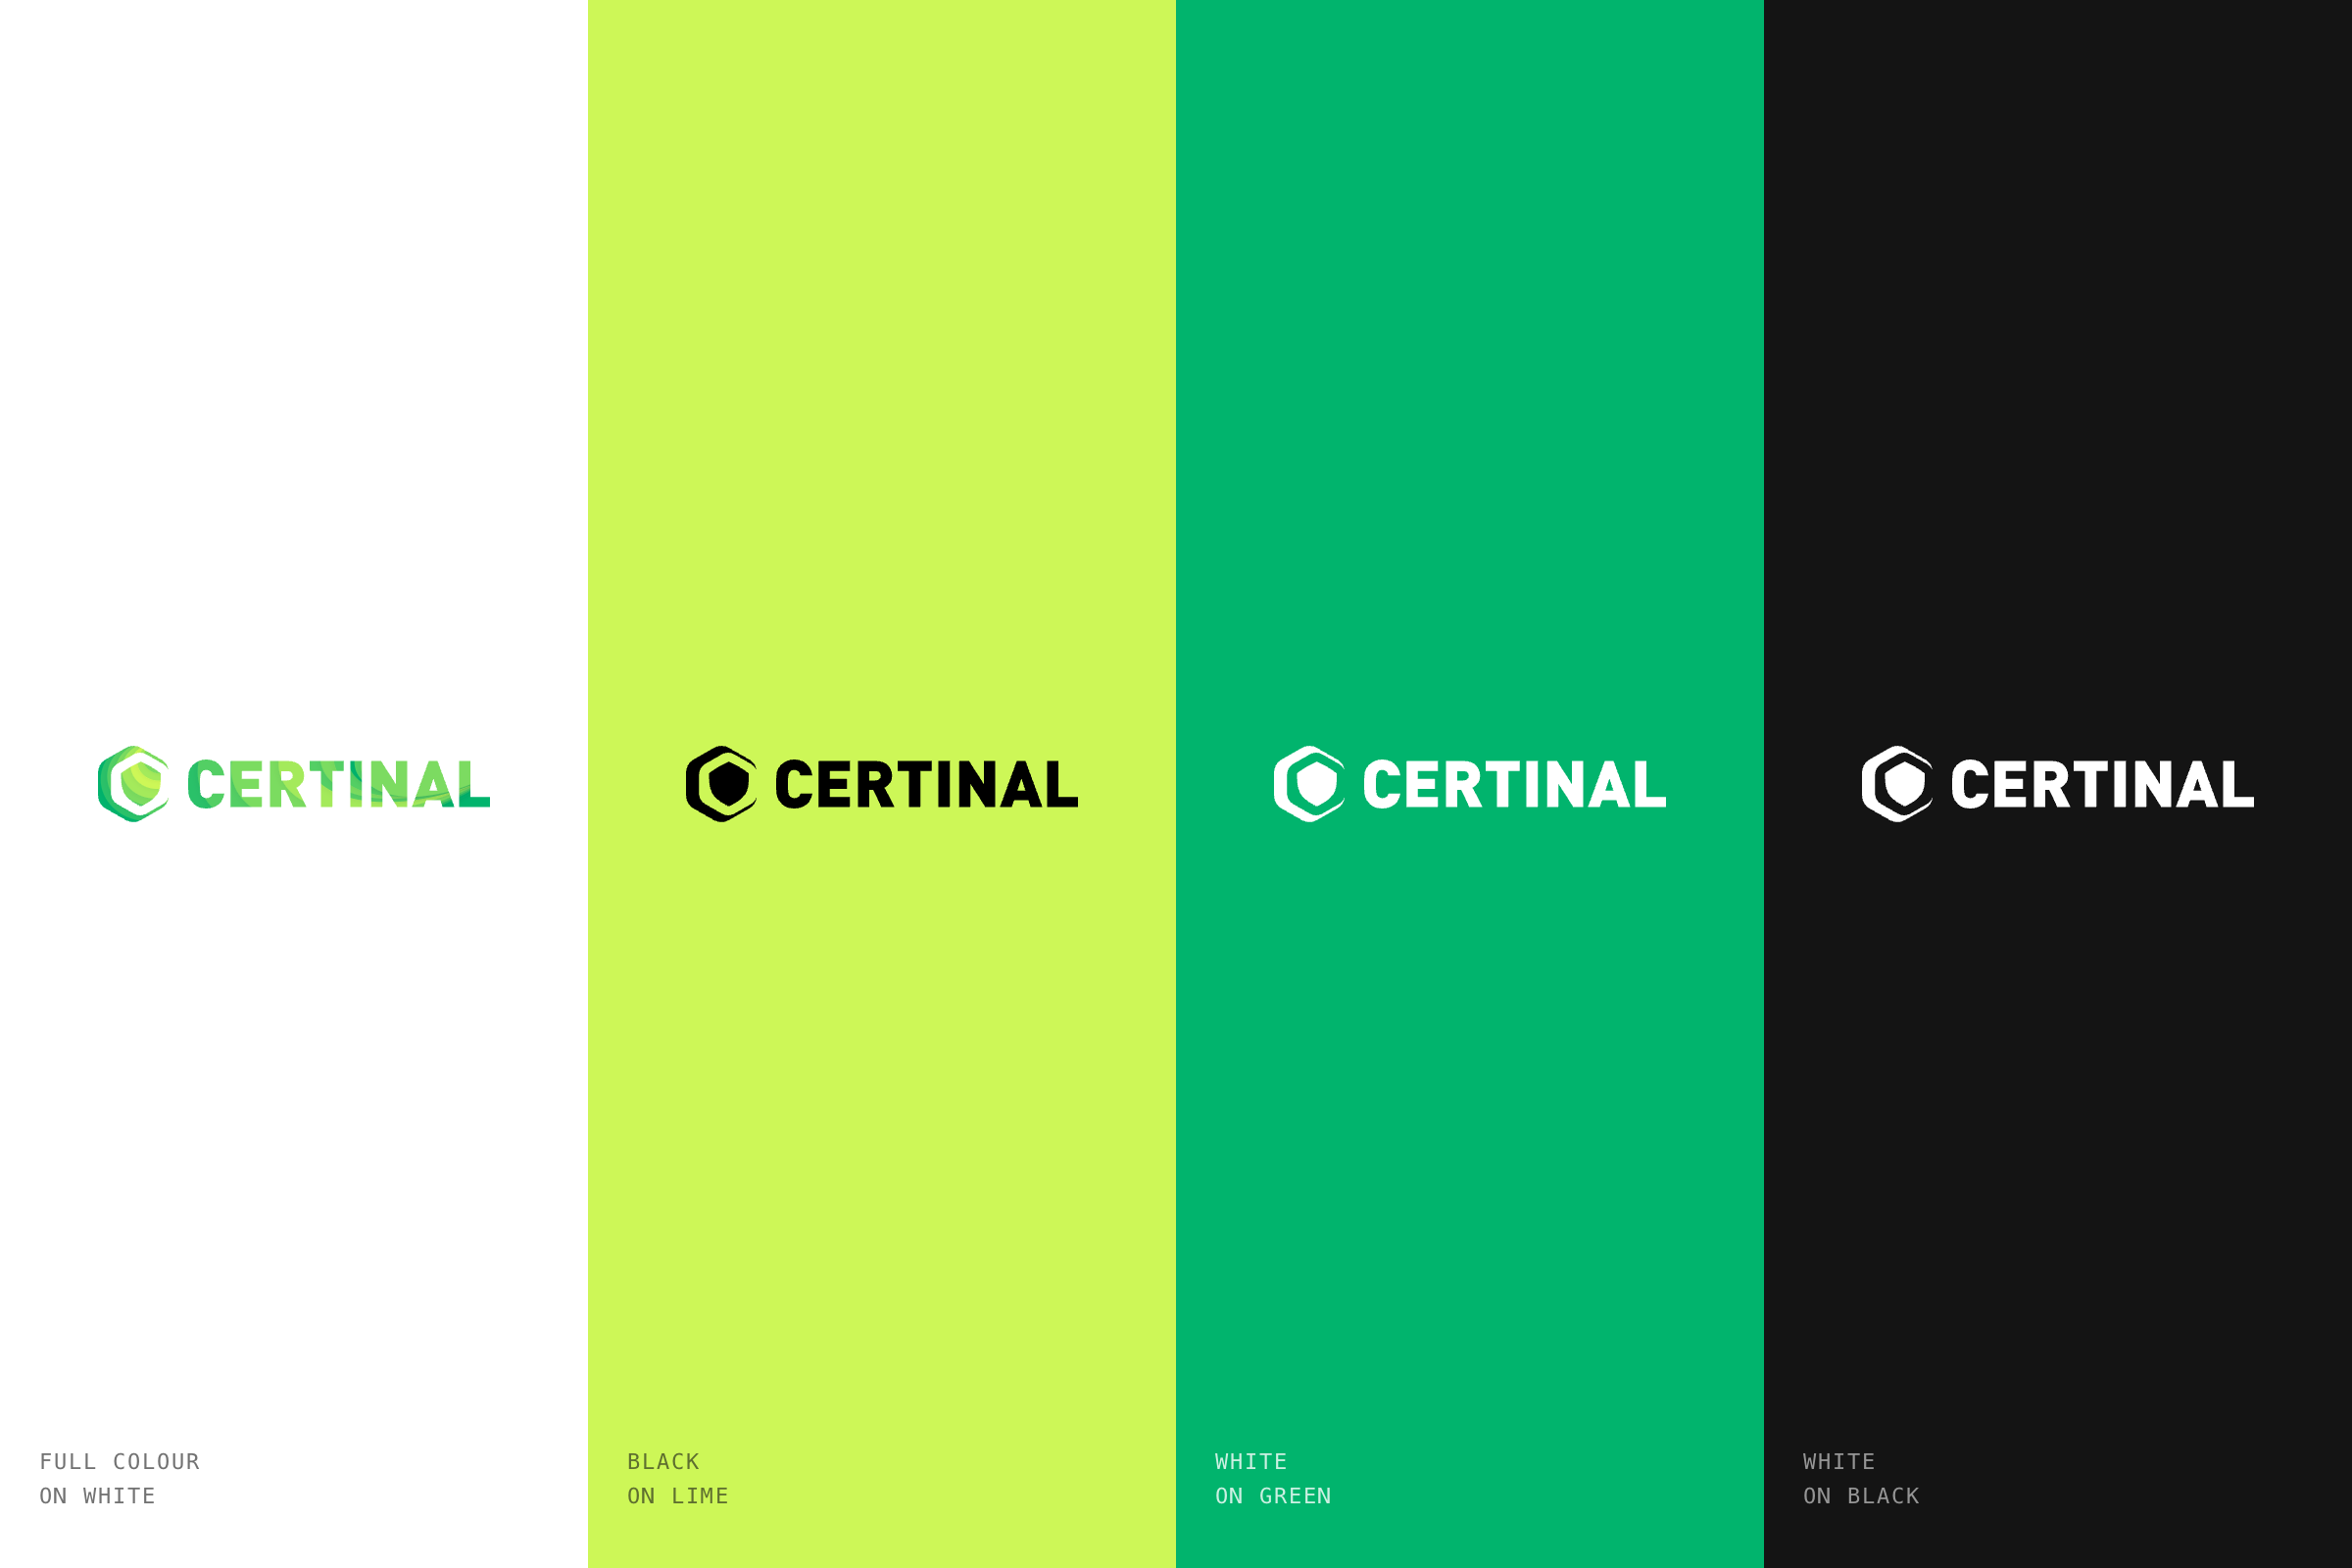 CERTINAL
CERTINAL
CERTINAL
CERTINAL
FULL COLOUR
ON WHITE
BLACK
ON LIME
WHITE
ON GREEN
WHITE
ON BLACK